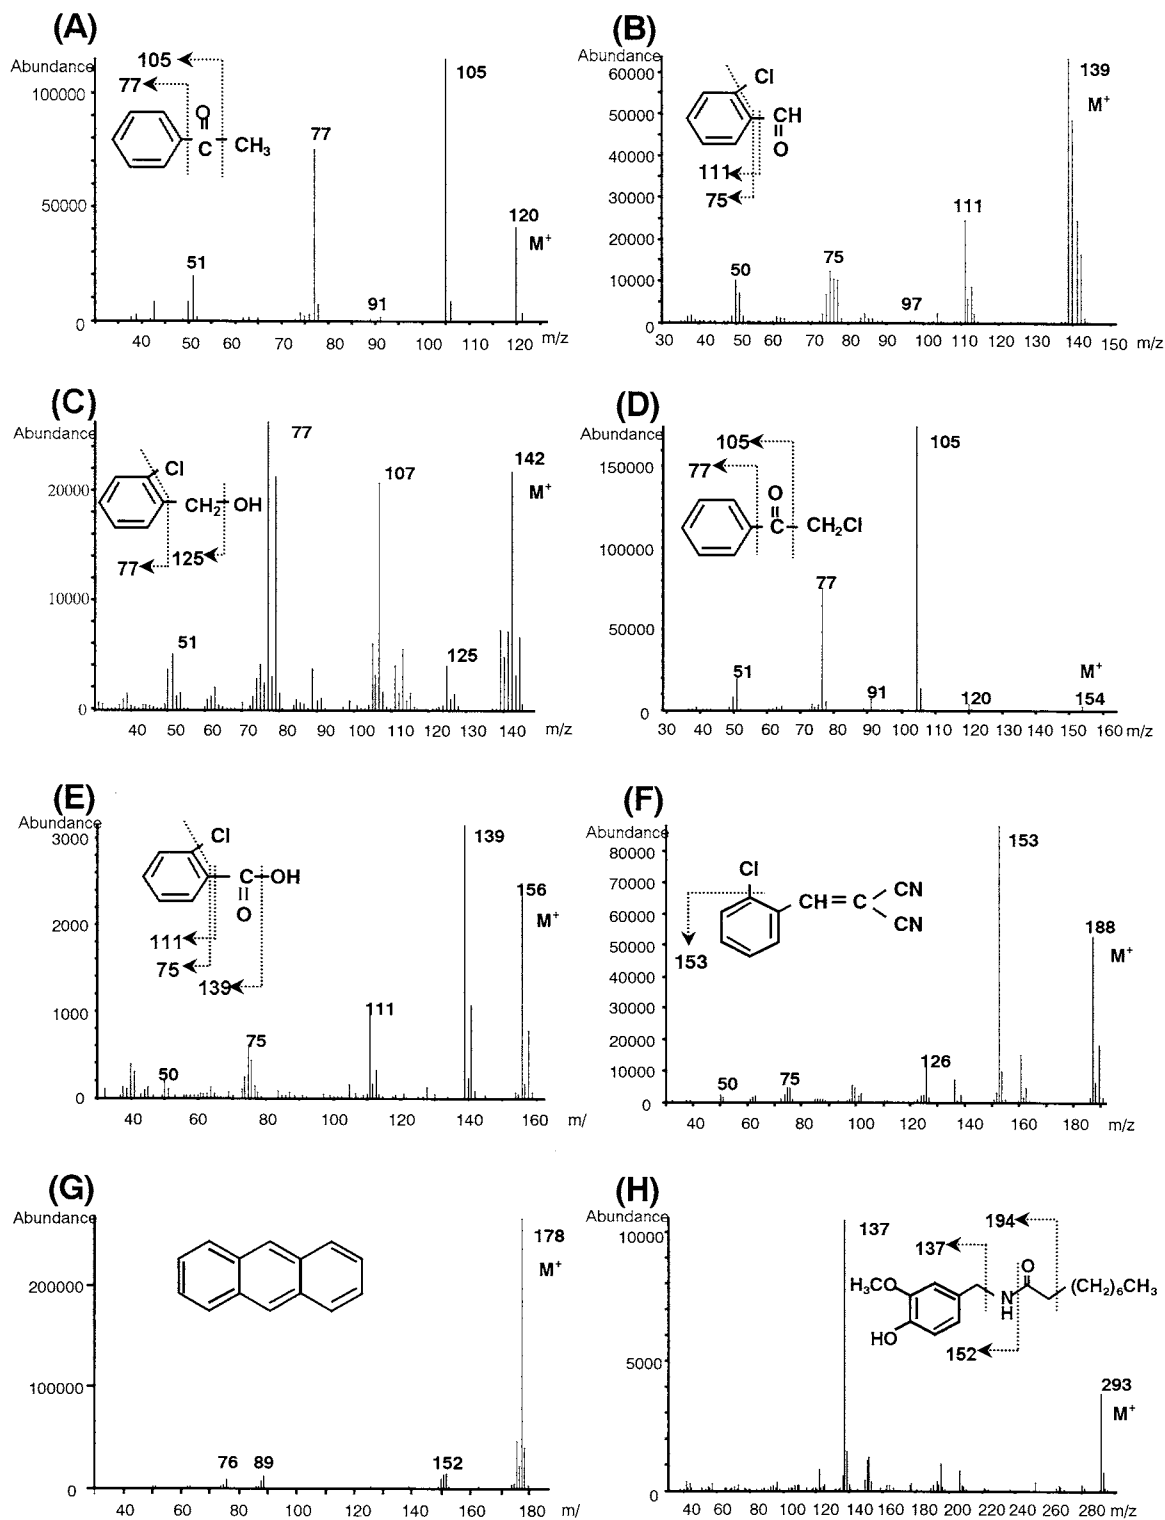 (A)
Abundance
105
77
O
C
CH3
105
77
120
M+
51
91
100000
50000
0
40 50 60 70 80 90 100 110 120 m/z
(B)
Abundance
Cl
CH
O
111
75
139
M+
111
75
50
97
60000
50000
40000
30000
20000
10000
0
30 40 50 60 70 80 90 100 110 120 130 140 150 m/z
(C)
Abundance
Cl
CH2 OH
125
77
77
107
142
M+
51
125
20000
10000
0
40 50 60 70 80 90 100 110 120 130 140 m/z
(D)
Abundance
105
77
O
C CH2Cl
105
77
51
91
120
M+
154
150000
100000
50000
0
30 40 50 60 70 80 90 100 110 120 130 140 150 160 m/z
(E)
Abundance
Cl
C OH
O
111
75
139
139
156
M+
111
75
50
3000
2000
1000
0
40 60 80 100 120 140 160 m/
(F)
Abundance
Cl
CH=C
CN
CN
153
153
188
M+
126
50
75
80000
70000
60000
50000
40000
30000
20000
10000
0
40 60 80 100 120 140 160 180 m/z
(G)
Abundance
178
M+
76
89
152
200000
100000
0
40 60 80 100 120 140 160 180 m/
(H)
Abundance
137
194
137
O
H3CO
N
H
(CH2)6CH3
HO
152
293
M+
10000
5000
0
40 60 80 100 120 140 160 180 200 220 240 260 280 m/z